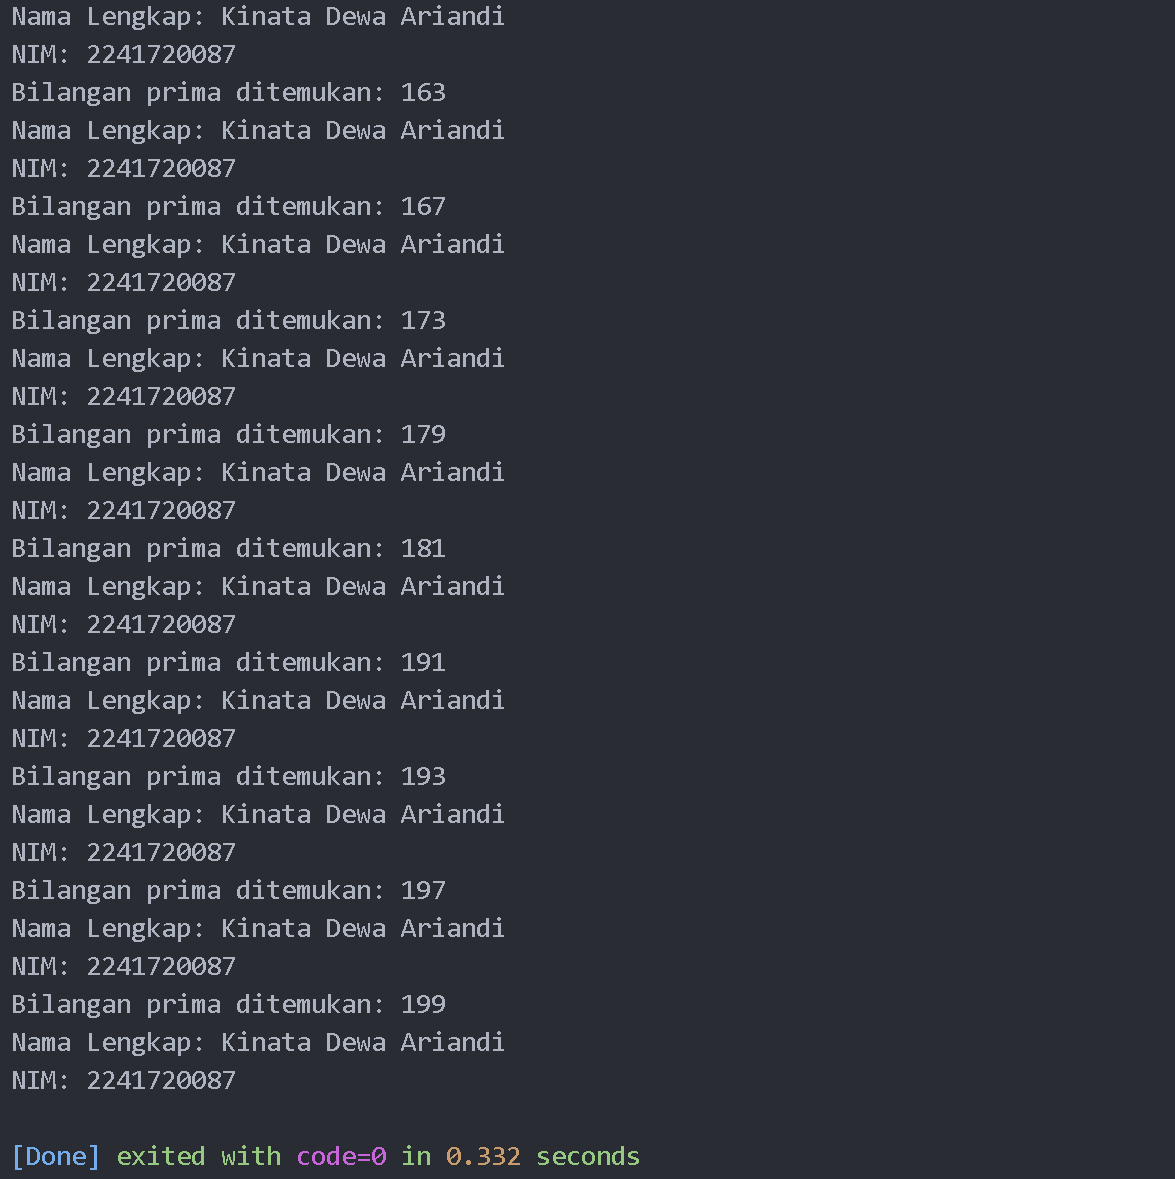 Nama Lengkap: Kinata Dewa Ariandi
NIM: 2241720087
Bilangan prima ditemukan: 163
Nama Lengkap: Kinata Dewa Ariandi
NIM: 2241720087
Bilangan prima ditemukan: 167
Nama Lengkap: Kinata Dewa Ariandi
NIM: 2241720087
Bilangan prima ditemukan: 173
Nama Lengkap: Kinata Dewa Ariandi
NIM: 2241720087
Bilangan prima ditemukan: 179
Nama Lengkap: Kinata Dewa Ariandi
NIM: 2241720087
Bilangan prima ditemukan: 181
Nama Lengkap: Kinata Dewa Ariandi
NIM: 2241720087
Bilangan prima ditemukan: 191
Nama Lengkap: Kinata Dewa Ariandi
NIM: 2241720087
Bilangan prima ditemukan: 193
Nama Lengkap: Kinata Dewa Ariandi
NIM: 2241720087
Bilangan prima ditemukan: 197
Nama Lengkap: Kinata Dewa Ariandi
NIM: 2241720087
Bilangan prima ditemukan: 199
Nama Lengkap: Kinata Dewa Ariandi
NIM: 2241720087
[Done] exited with code=0 in 0.332 seconds